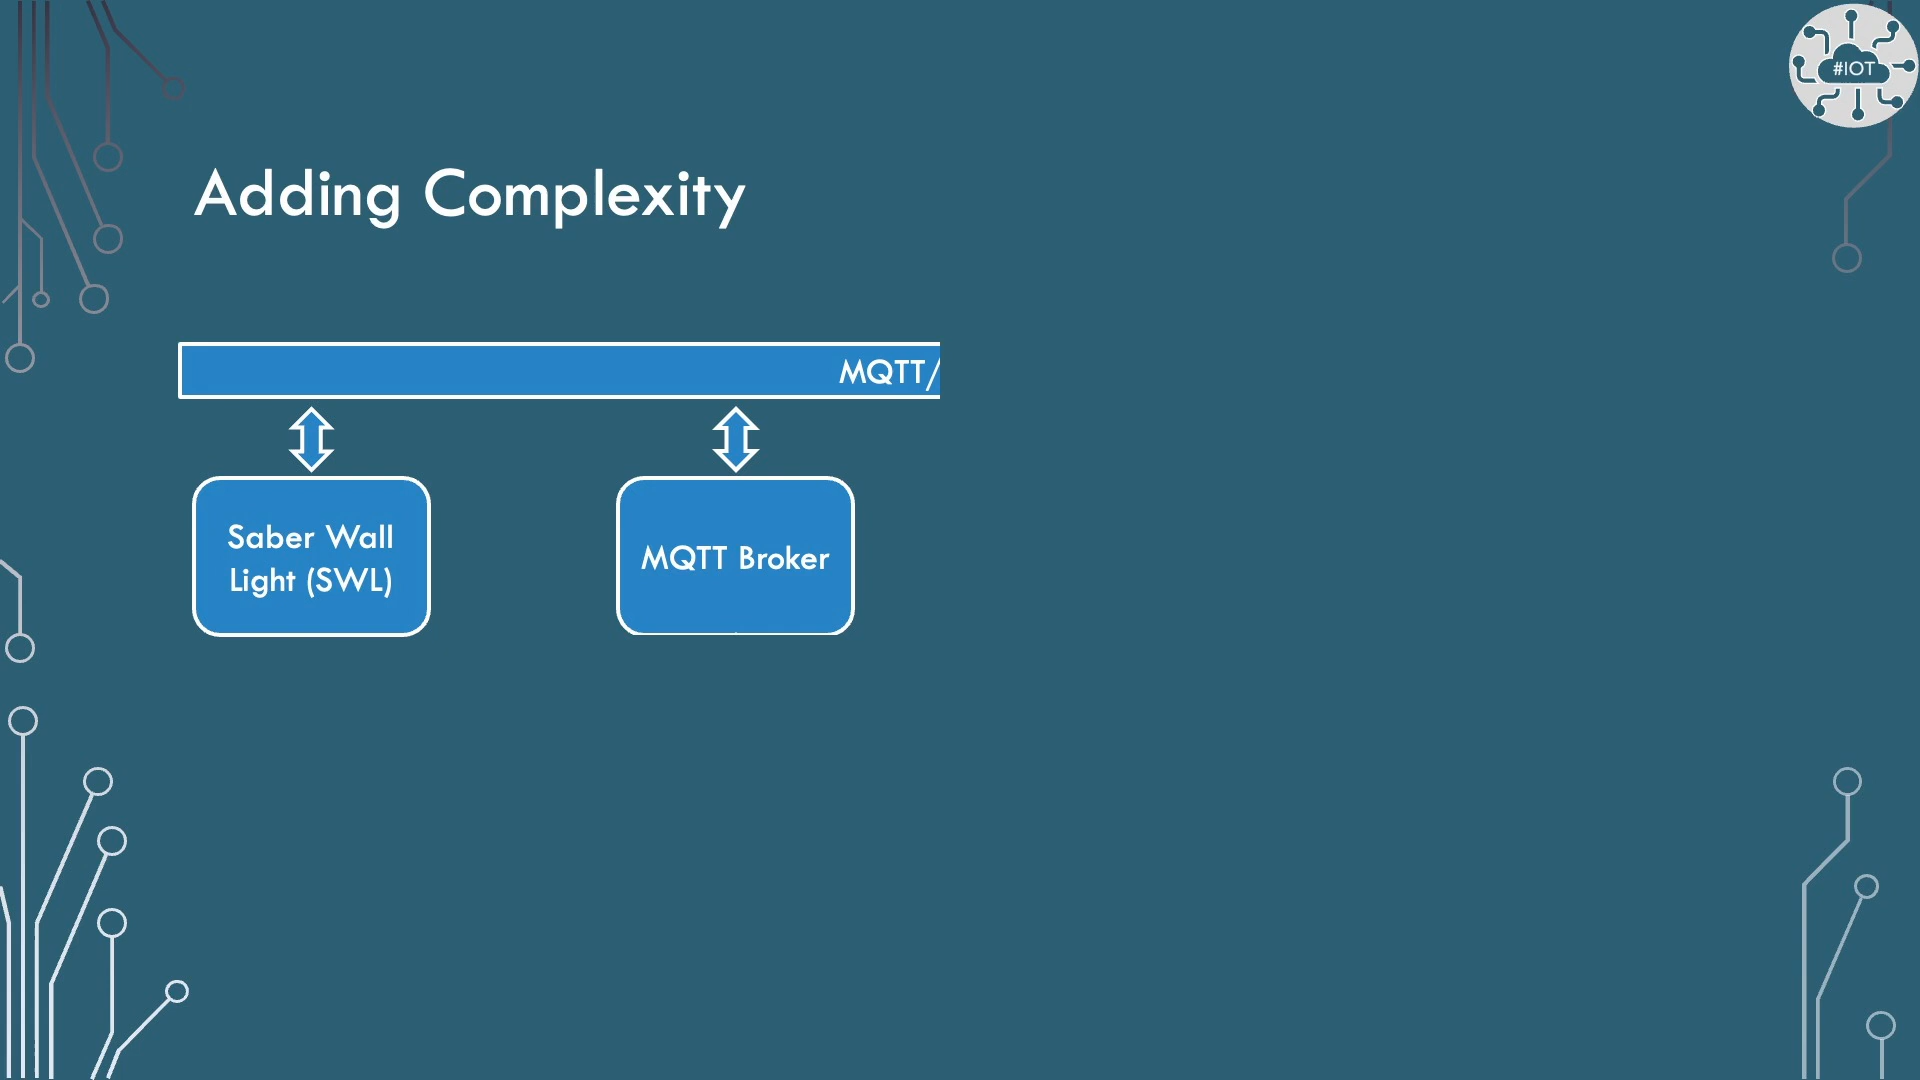 #IOT
Adding Complexity
MQTT/
Saber Wall
Light (SWL)
MQTT Broker